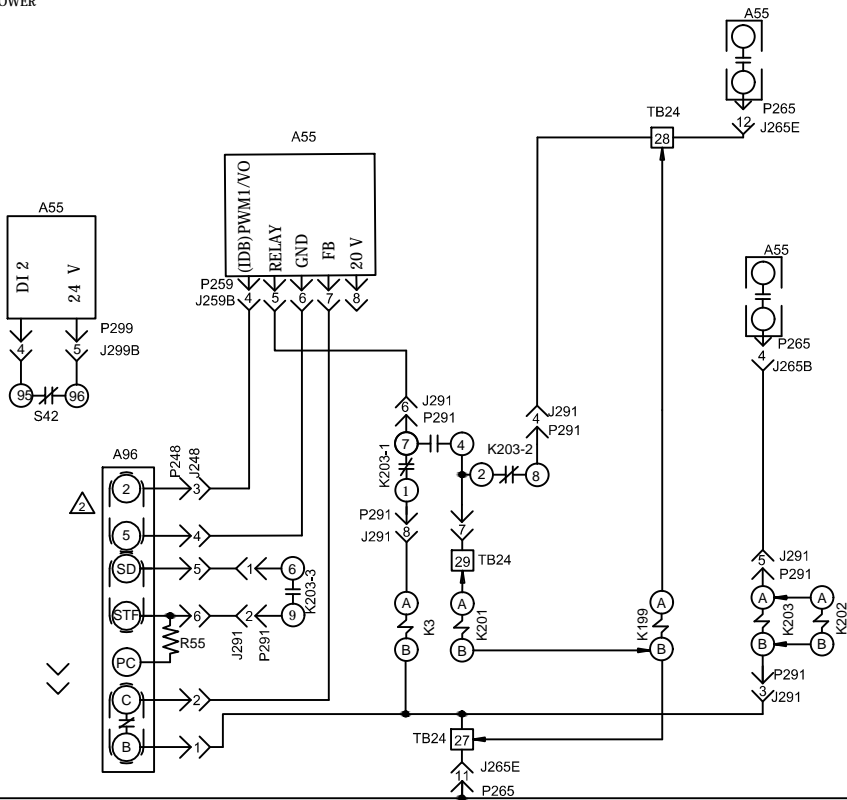 OWER
A55
P265
12
J265E
TB24
28
A55
(IDB)PWM1/VO
RELAY
GND
FB
20 V
P259
J259B
4
5
6
7
8
A55
DI 2
24 V
P299
J299B
4
5
95
96
S42
A55
P265
4
J265B
J291
6
P291
7
4
K203-1
1
P291
J291
8
J291
4
P291
K203-2
2
8
7
29
TB24
A96
P248
J248
2
3
2
5
4
SD
5
1
6
K203-3
STF
6
2
9
R55
J291
P291
PC
C
2
B
1
A
B
K3
A
B
K201
A
B
K199
J291
5
P291
A
B
K203
A
B
K202
P291
3
J291
TB24
27
J265E
11
P265